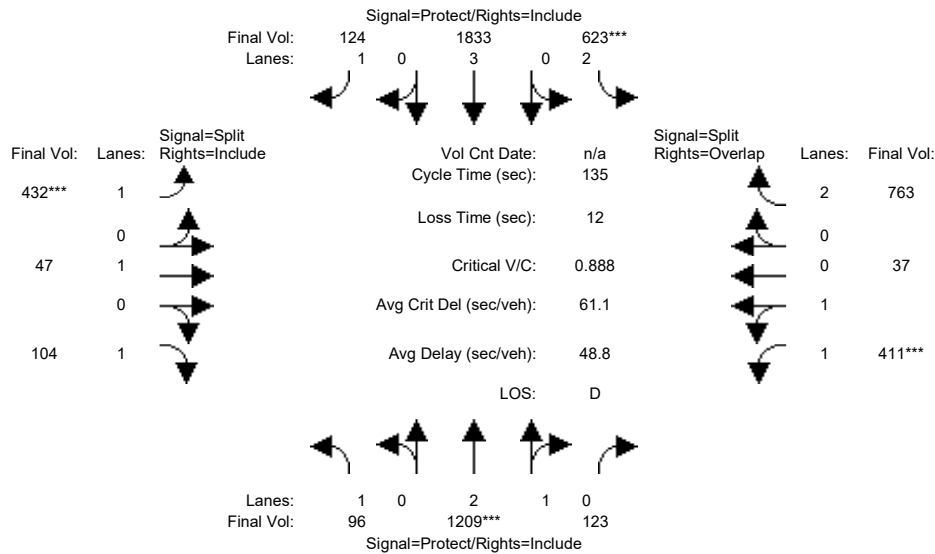 Signal=Protect/Rights=Include
Final Vol: 124 1833 623***
Lanes: 1 0 3 0 2
Signal=Split
Final Vol: Lanes: Rights=Include
Vol Cnt Date: n/a
Signal=Split
Rights=Overlap Lanes: Final Vol:
Cycle Time (sec): 135
432*** 1
2 763
Loss Time (sec): 12
0
0
47 1
Critical V/C: 0.888
0 37
0
Avg Crit Del (sec/veh): 61.1
1
104 1
Avg Delay (sec/veh): 48.8
1 411***
LOS: D
Lanes: 1 0 2 1 0
Final Vol: 96 1209*** 123
Signal=Protect/Rights=Include